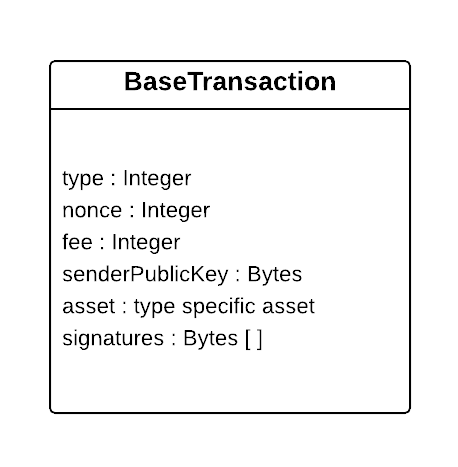 BaseTransaction
type : Integer
nonce : Integer
fee : Integer
senderPublicKey : Bytes
asset : type specific asset
signatures : Bytes [ ]